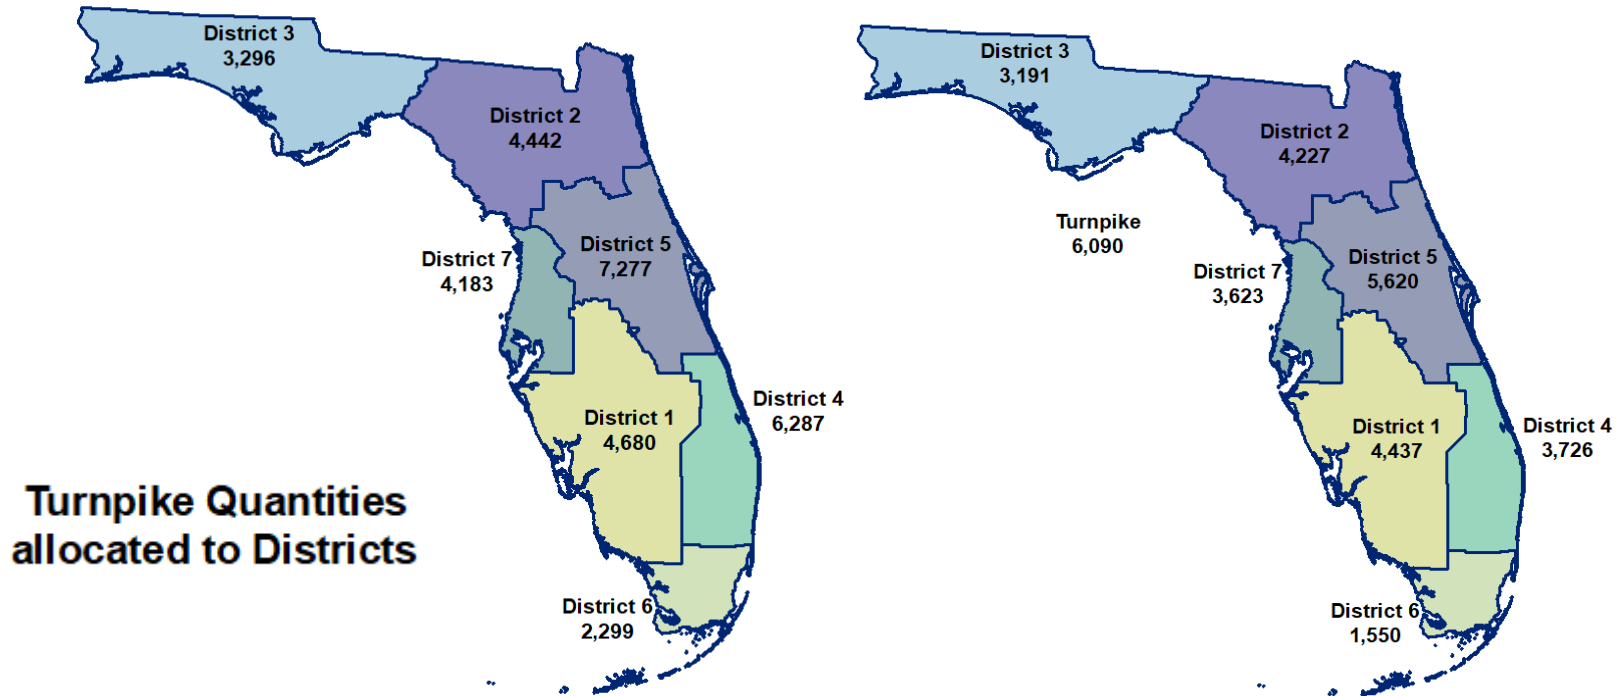 District 3
3,296
District 2
4,442
District 7
4,183
District 5
7,277
District 4
6,287
District 1
4,680
District 6
2,299
Turnpike Quantities
allocated to Districts
District 3
3,191
District 2
4,227
Turnpike
6,090
District 7
3,623
District 5
5,620
District 4
3,726
District 1
4,437
District 6
1,550